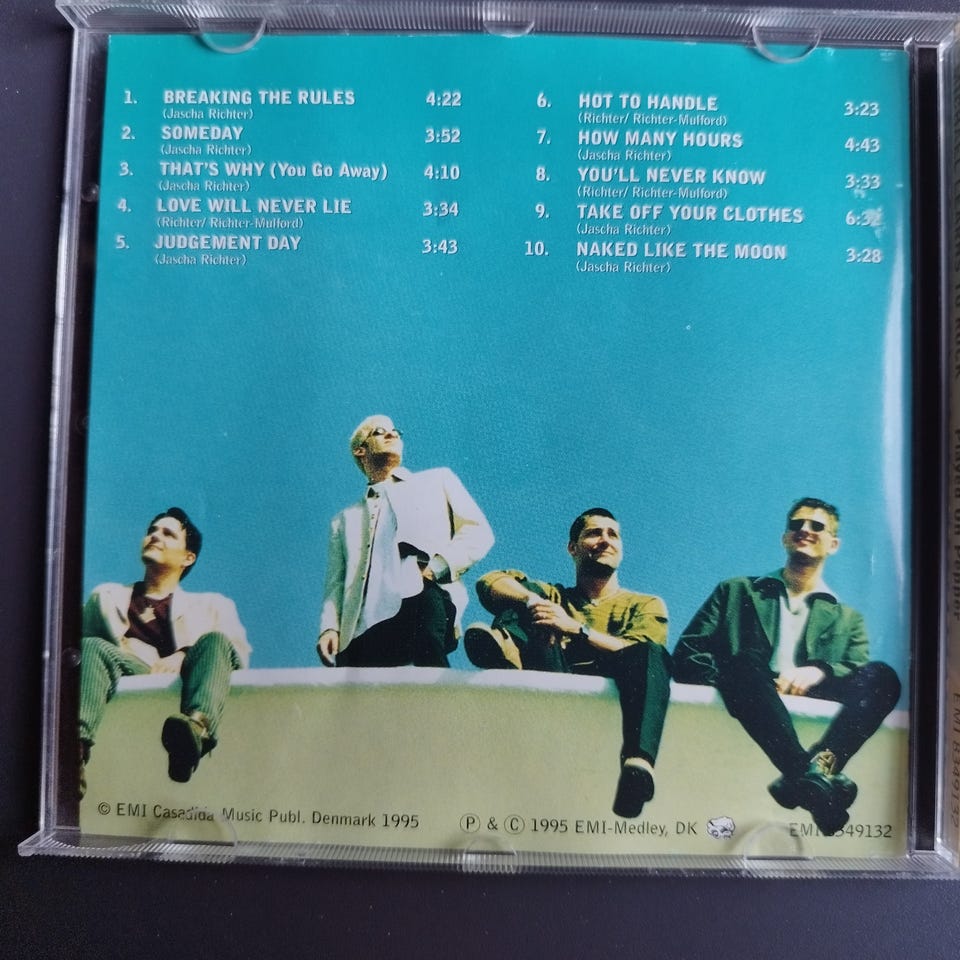 1. BREAKING THE RULES 4:22
(Jascha Richter)
2. SOMEDAY 3:52
(Jascha Richter)
3. THAT'S WHY (You Go Away) 4:10
(Jascha Richter)
4. LOVE WILL NEVER LIE 3:34
(Richter/ Richter-Mulford)
5. JUDGEMENT DAY 3:43
(Jascha Richter)
6. HOT TO HANDLE 3:23
(Richter/ Richter-Mulford)
7. HOW MANY HOURS 4:43
(Jascha Richter)
8. YOU'LL NEVER KNOW 3:33
(Richter/ Richter-Mulford)
9. TAKE OFF YOUR CLOTHES
(Jascha Richter)
10. NAKED LIKE THE MOON 3:28
(Jascha Richter)
© EMI Casadida Music Publ. Denmark 1995
Ⓟ & Ⓒ 1995 EMI-Medley, DK
EMI 8349132